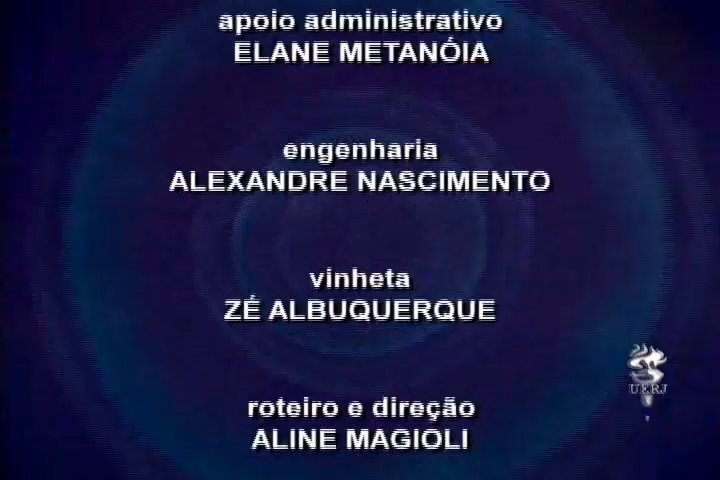 apoio administrativo
ELANE METANÓIA
engenharia
ALEXANDRE NASCIMENTO
vinheta
ZÉ ALBUQUERQUE
roteiro e direção
ALINE MAGIOLI
UERJ